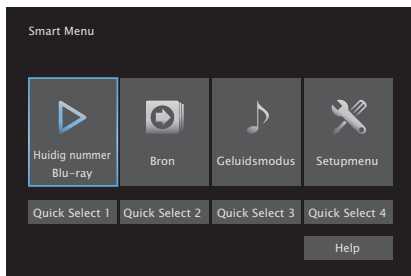 Smart Menu
Huidig nummer
Blu-ray
Bron
Geluidsmodus
Setupmenu
Quick Select 1
Quick Select 2
Quick Select 3
Quick Select 4
Help